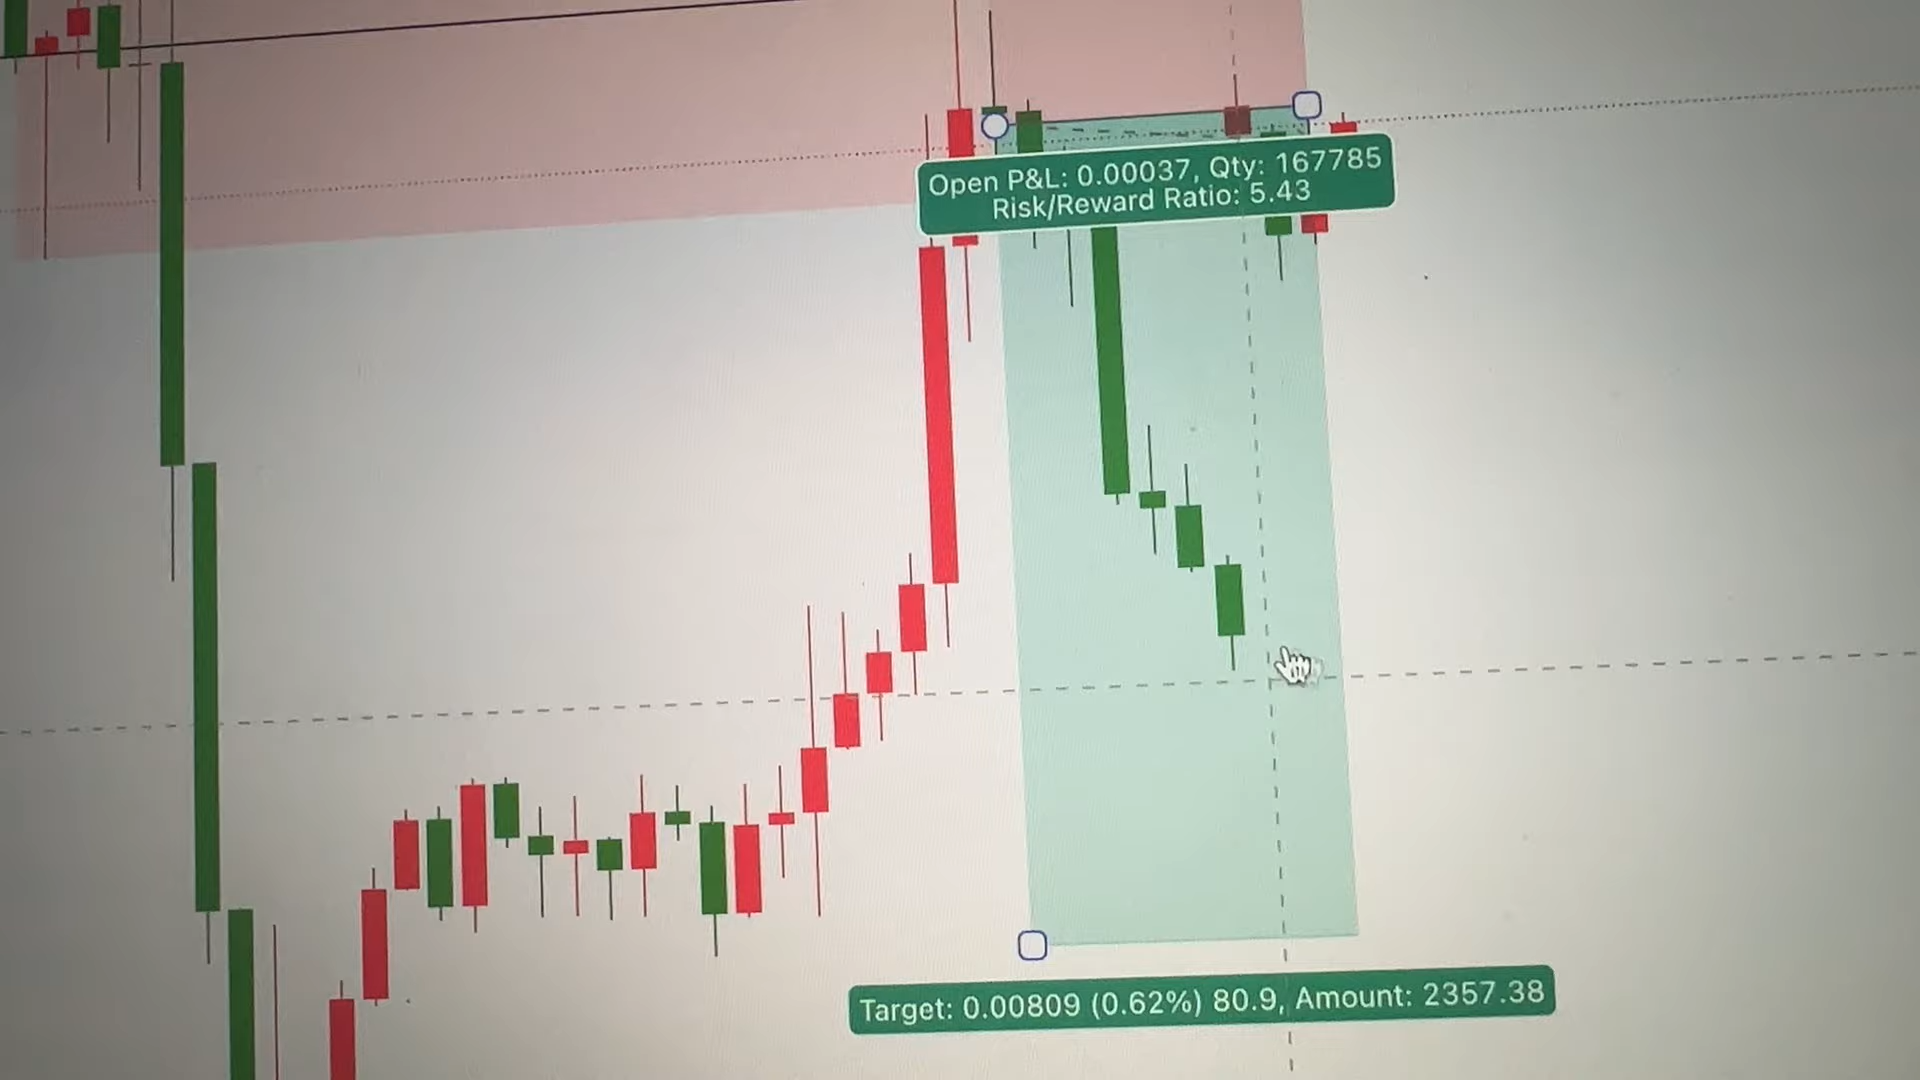 Open P&L: 0.00037, Qty: 167785
Risk/Reward Ratio: 5.43
Target: 0.00809 (0.62%) 80.9, Amount: 2357.38